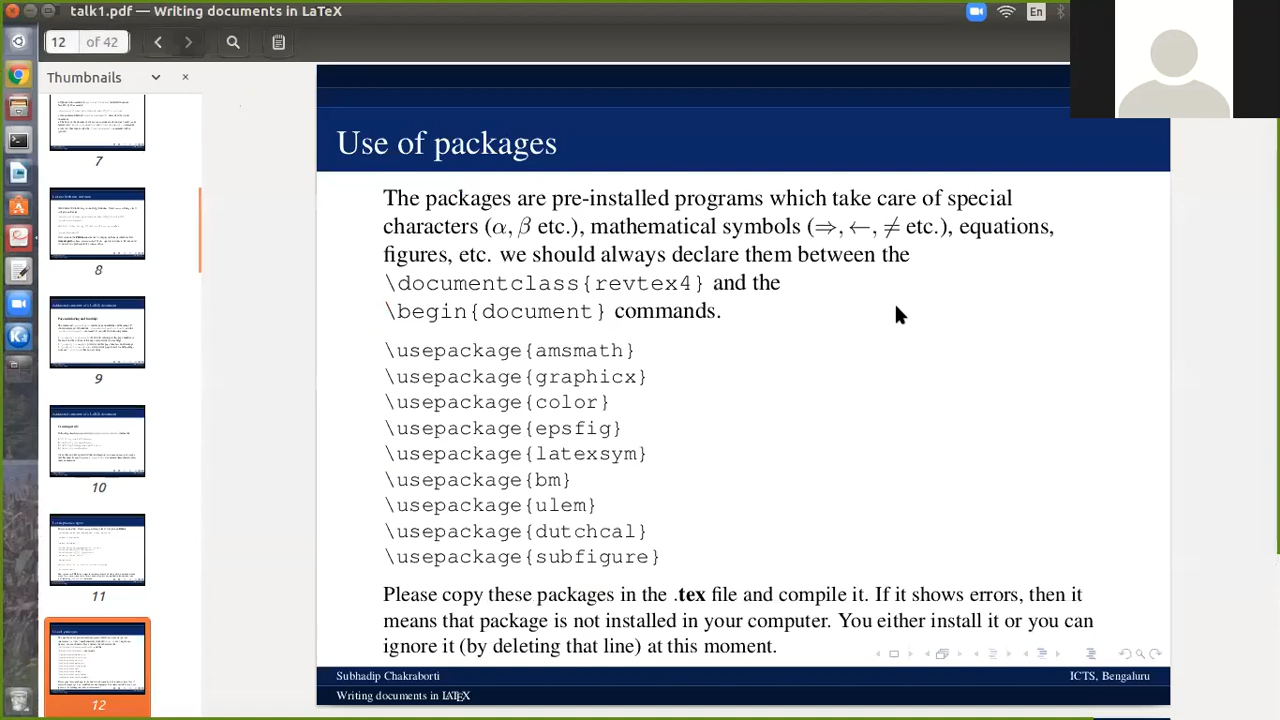 talk1.pdf — Writing documents in LaTeX
En
12 of 42
Thumbnails
7
8
9
10
11
12
Use of packages
The packages are pre-installed programs which take care of special
characters (α, β etc.), mathematical symbols (⇒, ←, ≠ etc.), equations,
figures, etc. we should always declare them between the
\documentclass{revtex4} and the
\begin{document} commands.
\usepackage{amsmath}
\usepackage{graphicx}
\usepackage{color}
\usepackage{epsfig}
\usepackage{latexsym}
\usepackage{bm}
\usepackage{ulem}
\usepackage{dutchcal}
\usepackage{subfigure}
Please copy these packages in the .tex file and compile it. If it shows errors, then it
means that package is not installed in your computer. You either install it or you can
ignore it (by deleting that line) at this moment.
Subhadip Chakraborti ICTS, Bengaluru
Writing documents in LATEX